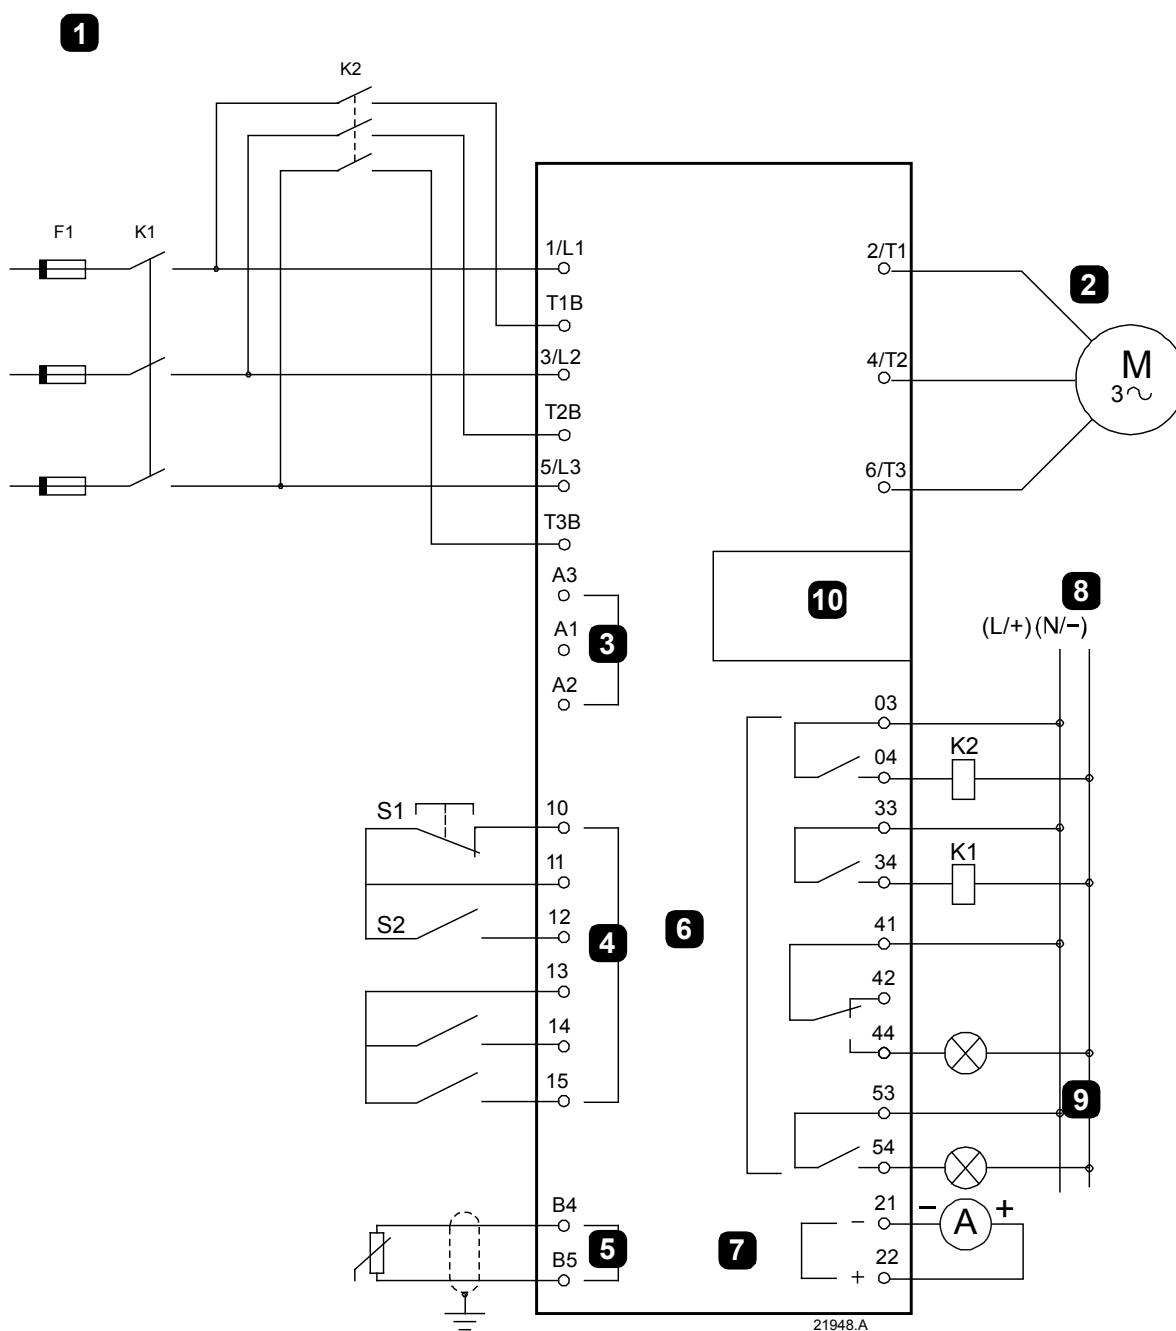 1
K2
F1
K1
1/L1
2/T1
2
T1B
3/L2
4/T2
M
3
T2B
5/L3
6/T3
T3B
A3
10
8
A1
3
(L/+) (N/−)
A2
03
04
K2
S1
10
33
11
34
K1
S2
12
4
6
41
13
42
14
44
15
53
9
54
B4
21
−
A
+
−
5
7
B5
22
+
21948.A